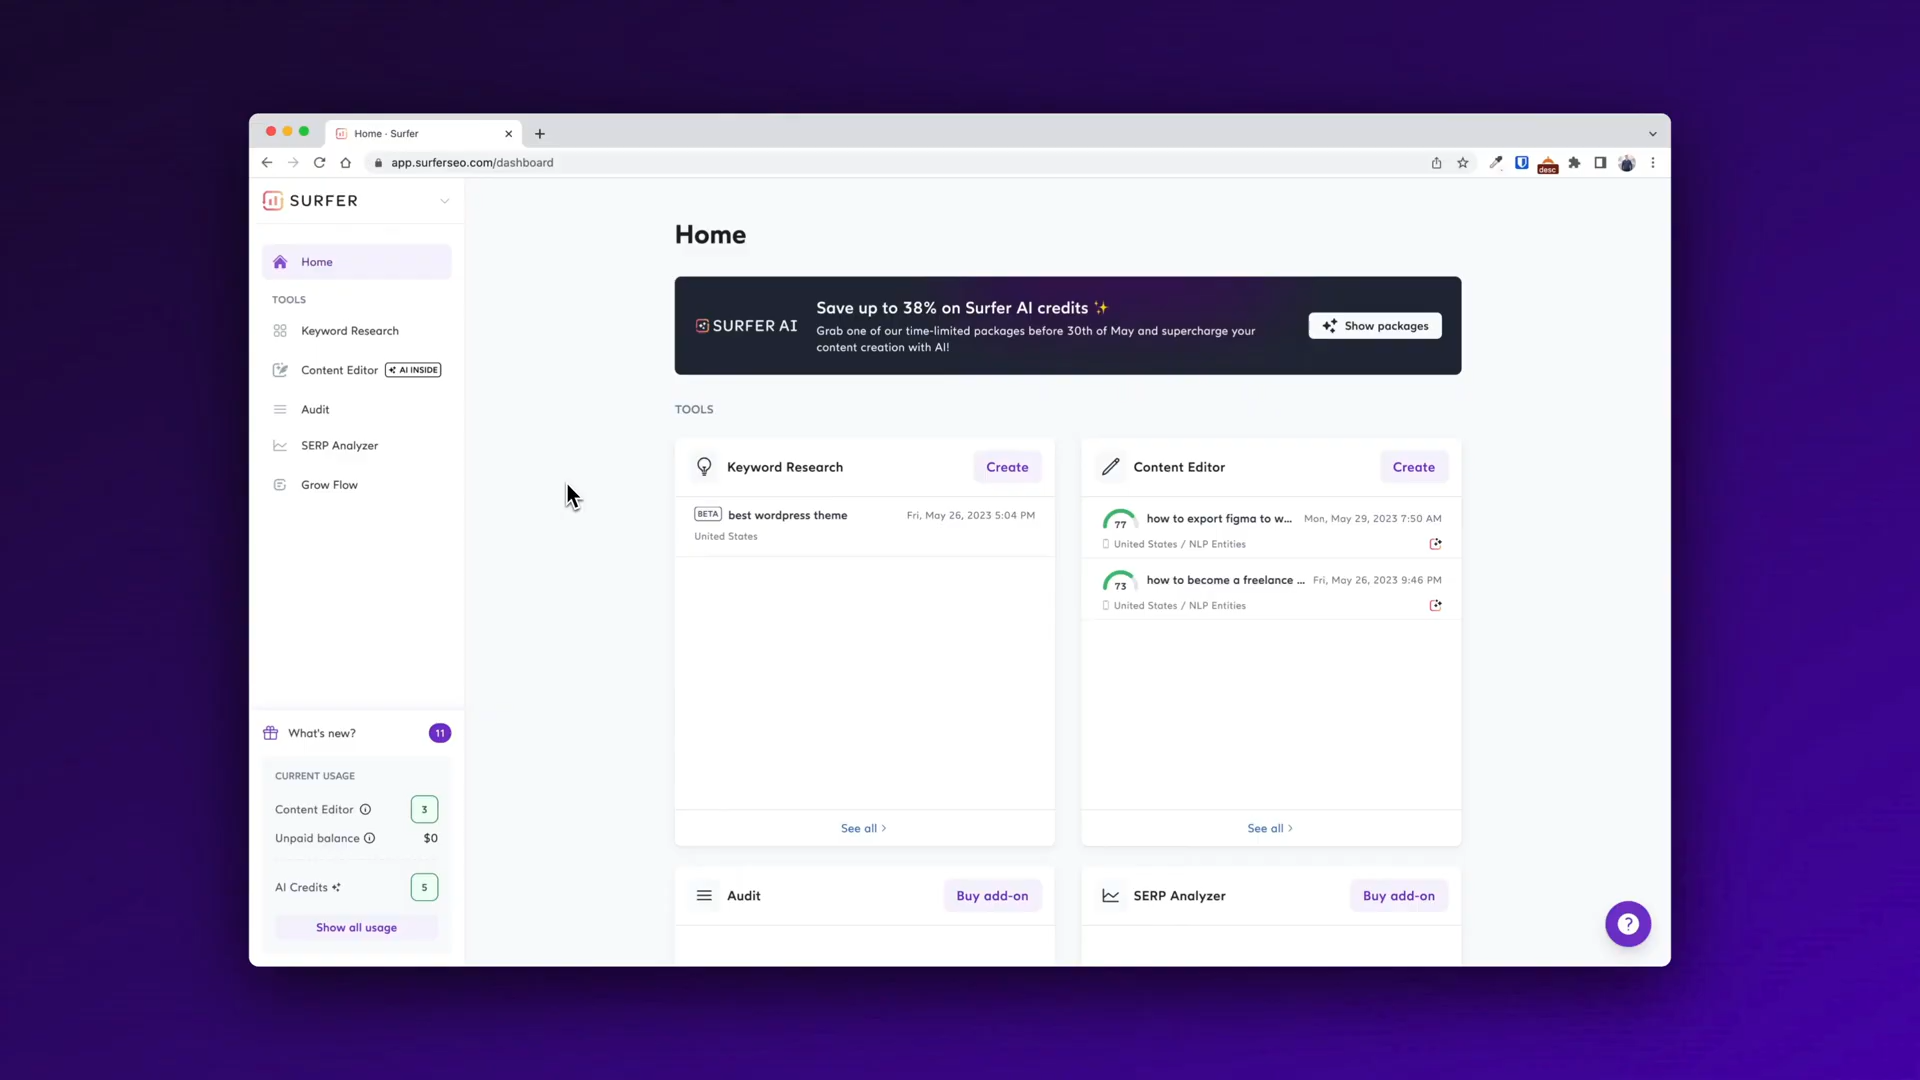 Home · Surfer
app.surferseo.com/dashboard
desc
SURFER
Home
TOOLS
Keyword Research
Content Editor AI INSIDE
Audit
SERP Analyzer
Grow Flow
What's new? 11
CURRENT USAGE
Content Editor 3
Unpaid balance $0
AI Credits 5
Show all usage
Home
SURFER AI
Save up to 38% on Surfer AI credits ✨
Grab one of our time-limited packages before 30th of May and supercharge your
content creation with AI!
Show packages
TOOLS
Keyword Research Create
BETA best wordpress theme Fri, May 26, 2023 5:04 PM
United States
See all
Content Editor Create
77 how to export figma to w... Mon, May 29, 2023 7:50 AM
United States / NLP Entities
73 how to become a freelance ... Fri, May 26, 2023 9:46 PM
United States / NLP Entities
See all
Audit Buy add-on
SERP Analyzer Buy add-on
?